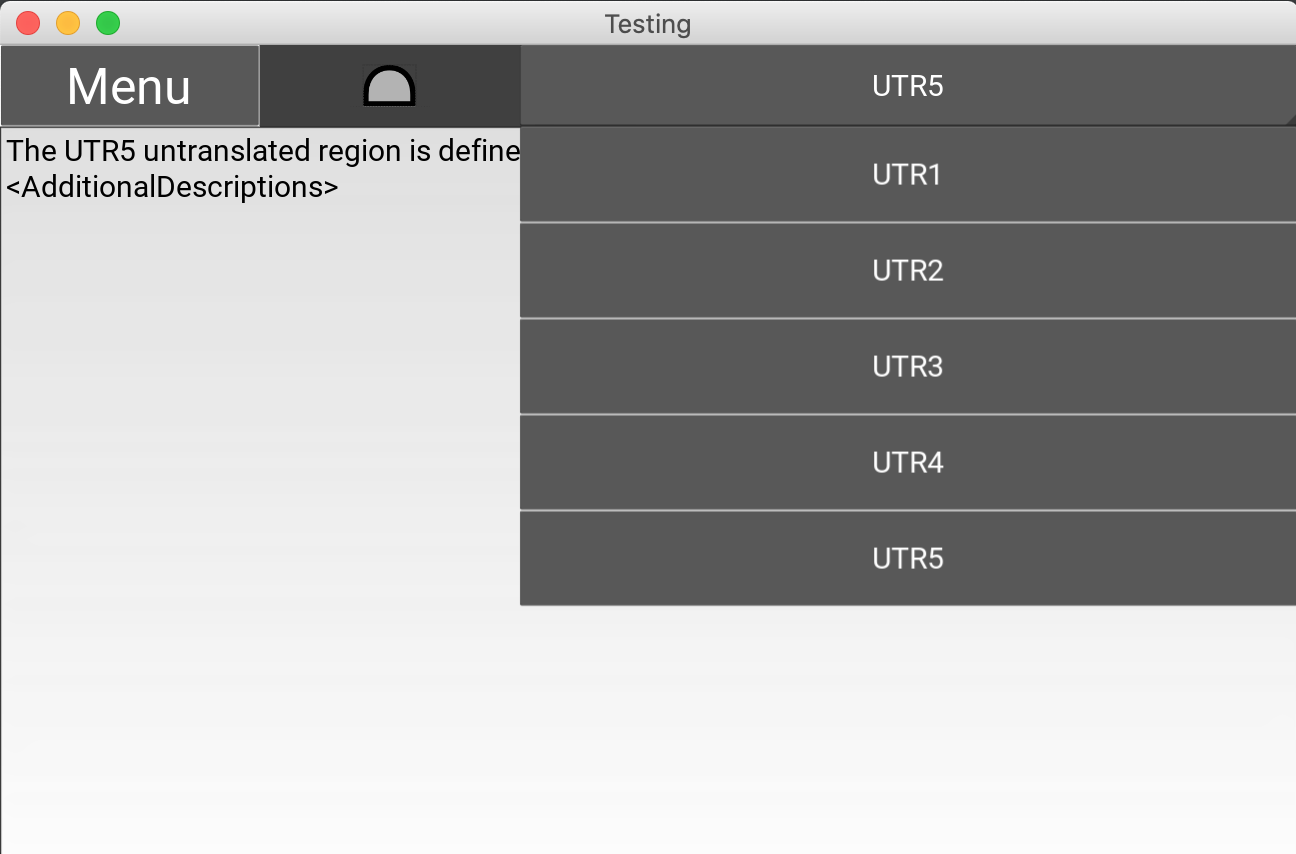 Testing
Menu
UTR5
The UTR5 untranslated region is define
<AdditionalDescriptions>
UTR1
UTR2
UTR3
UTR4
UTR5